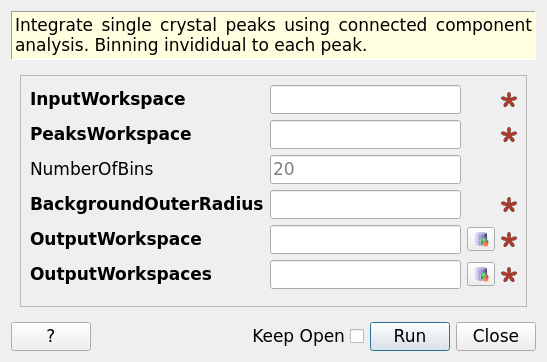 Integrate single crystal peaks using connected component
analysis. Binning invididual to each peak.
InputWorkspace
PeaksWorkspace
NumberOfBins 20
BackgroundOuterRadius
OutputWorkspace
OutputWorkspaces
? Keep Open Run Close